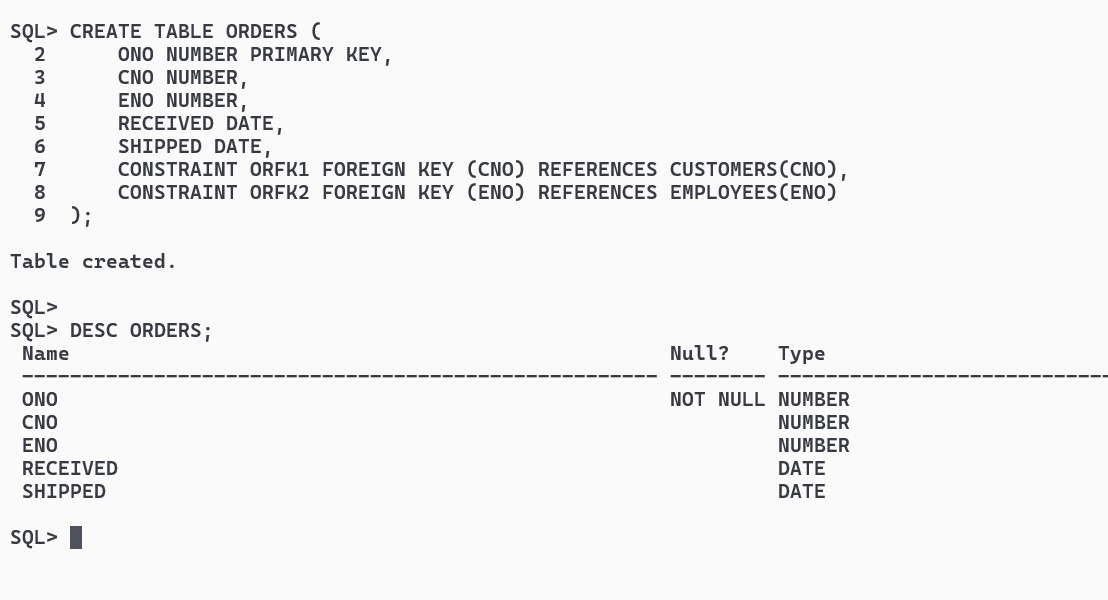 SQL> CREATE TABLE ORDERS (
  2      ONO NUMBER PRIMARY KEY,
  3      CNO NUMBER,
  4      ENO NUMBER,
  5      RECEIVED DATE,
  6      SHIPPED DATE,
  7      CONSTRAINT ORFK1 FOREIGN KEY (CNO) REFERENCES CUSTOMERS(CNO),
  8      CONSTRAINT ORFK2 FOREIGN KEY (ENO) REFERENCES EMPLOYEES(ENO)
  9  );
Table created.
SQL>
SQL> DESC ORDERS;
 Name                                                  Null?    Type
 ----------------------------------------------------- -------- ----------------------------
 ONO                                                   NOT NULL NUMBER
 CNO                                                            NUMBER
 ENO                                                            NUMBER
 RECEIVED                                                       DATE
 SHIPPED                                                        DATE
SQL>